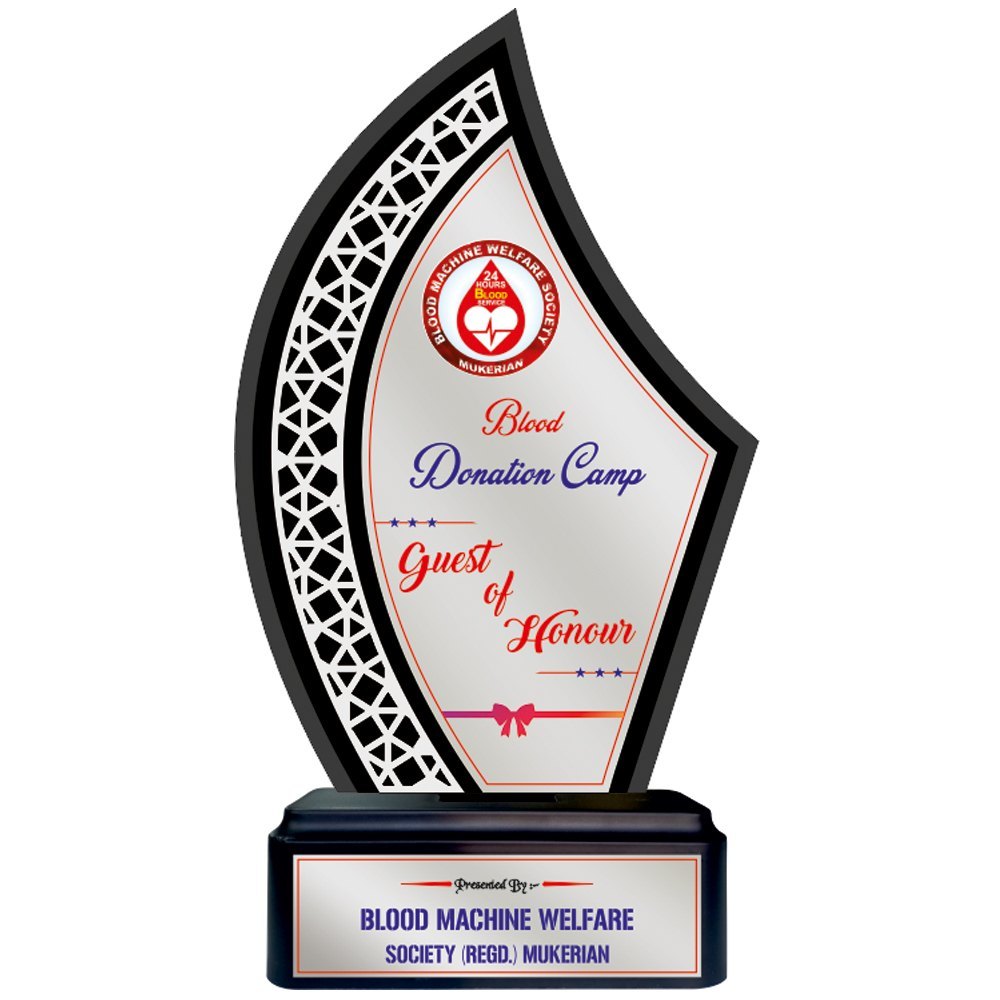 BLOOD MACHINE WELFARE SOCIETY
24
HOURS
BLOOD
SERVICE
MUKERIAN
Blood
Donation Camp
Guest
of
Honour
Presented By :-
BLOOD MACHINE WELFARE
SOCIETY (REGD.) MUKERIAN